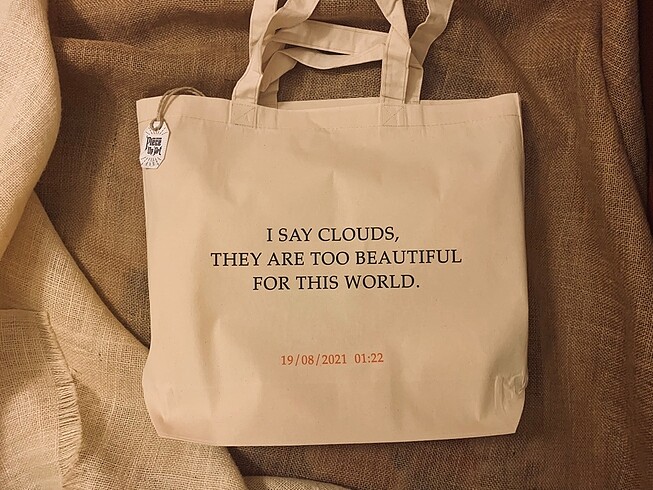 I SAY CLOUDS,
THEY ARE TOO BEAUTIFUL
FOR THIS WORLD.
19/08/2021 01:22